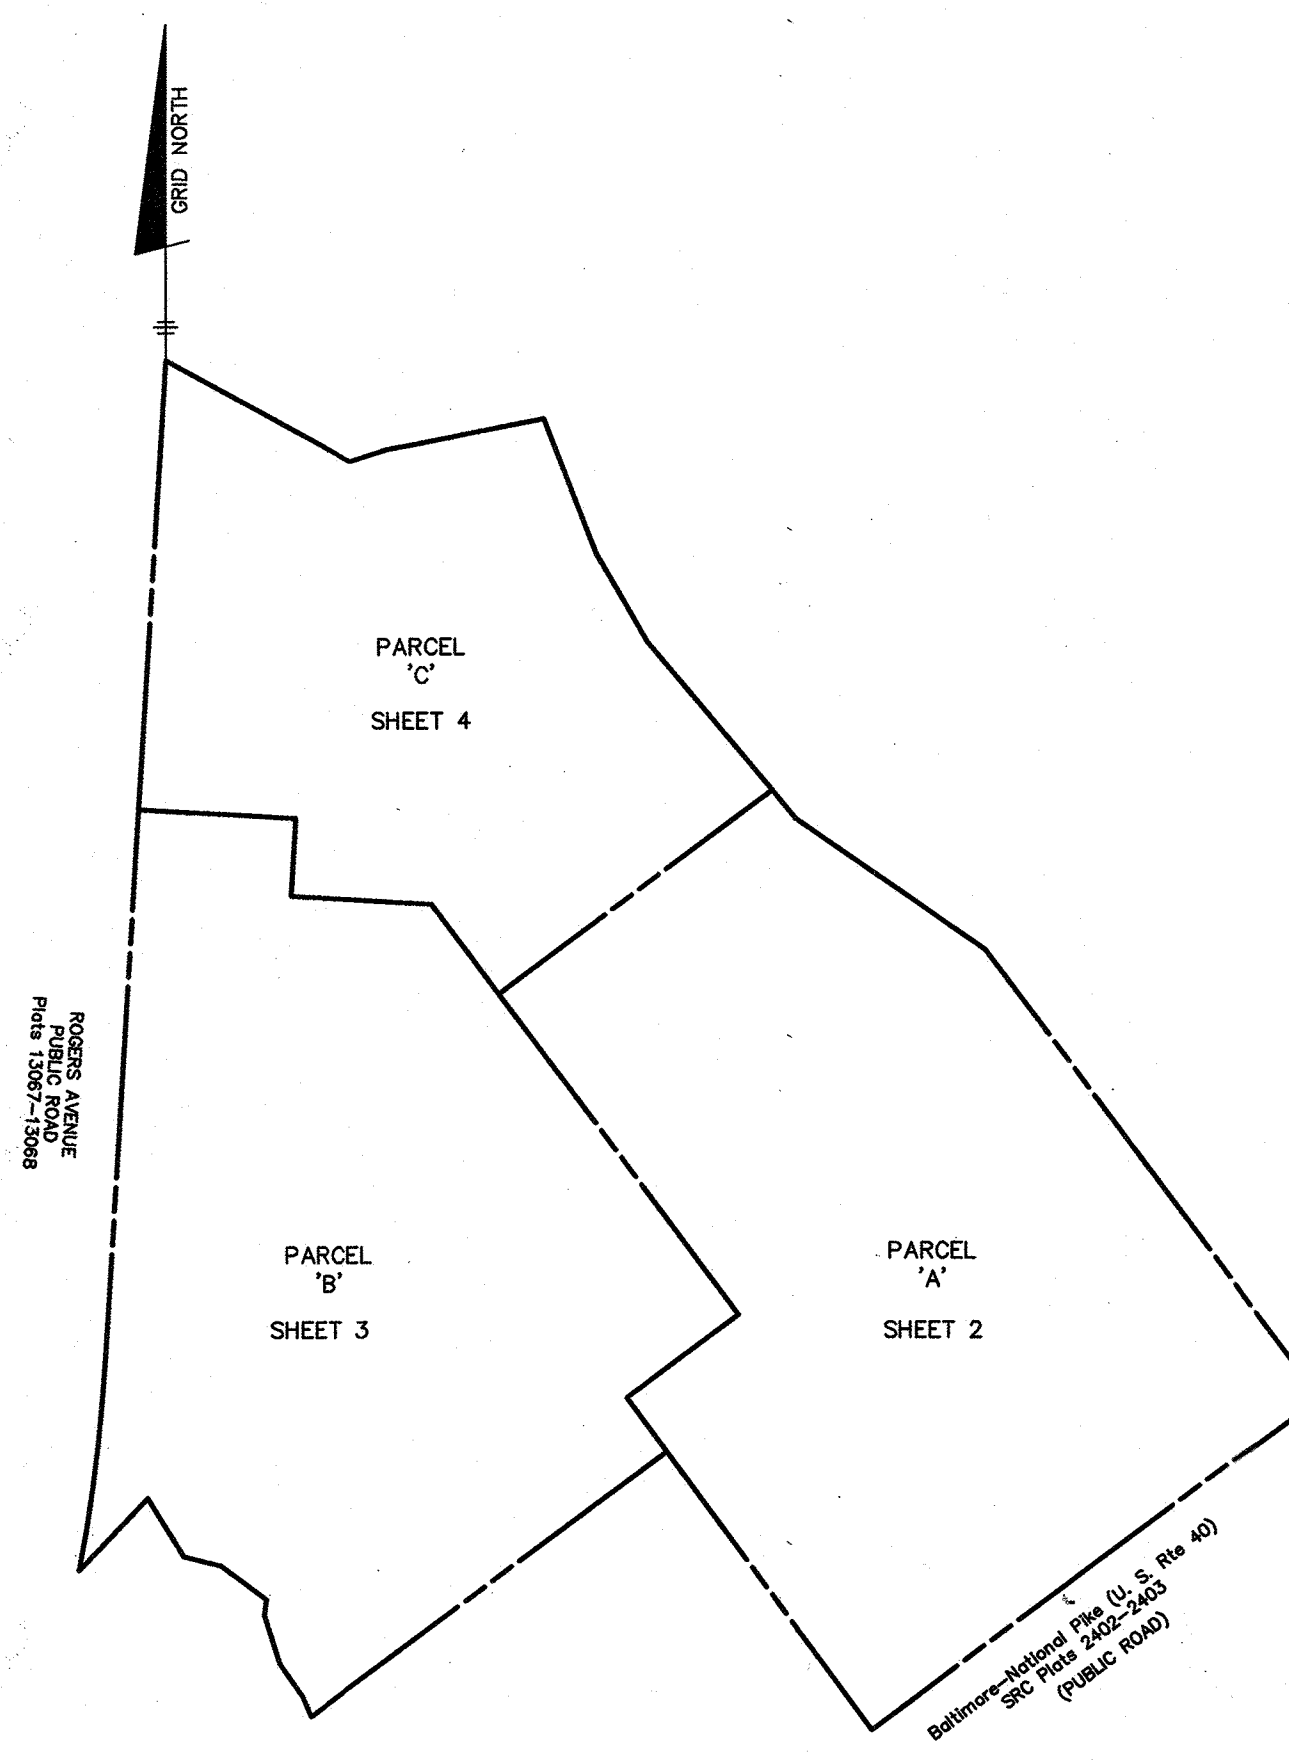 GRID NORTH
PARCEL
'C'
SHEET 4
ROGERS AVENUE
PUBLIC ROAD
Plats 13067-13068
PARCEL
'B'
SHEET 3
PARCEL
'A'
SHEET 2
Baltimore-National Pike (U. S. Rte 40)
SRC Plats 2402-2403
(PUBLIC ROAD)